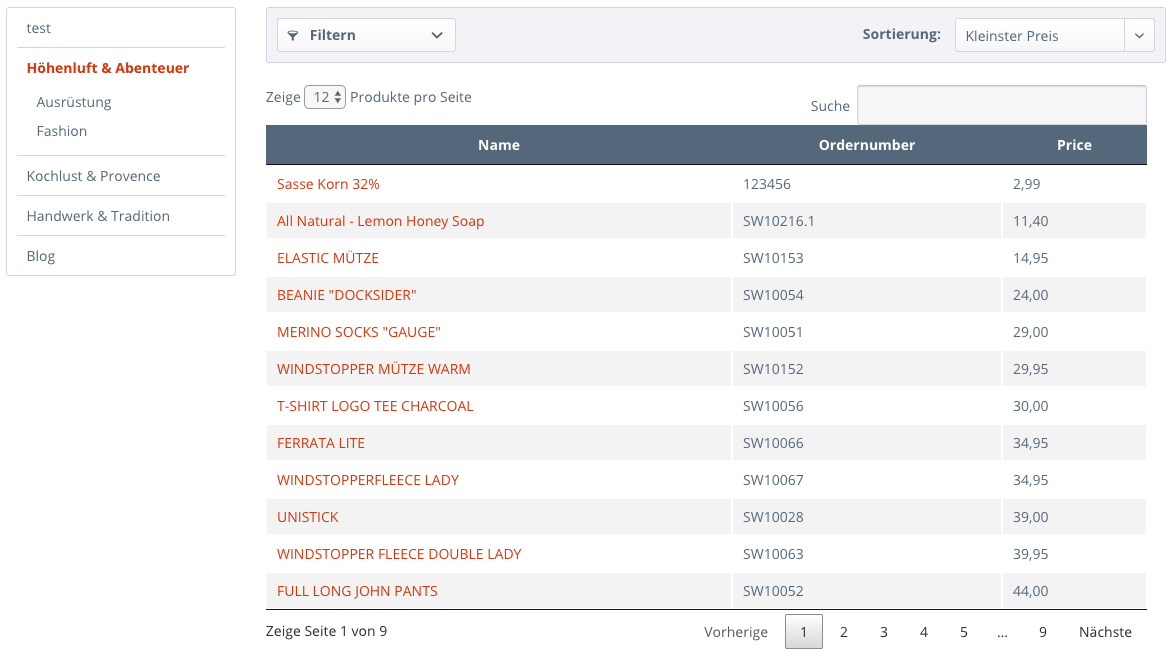 test
Höhenluft & Abenteuer
Ausrüstung
Fashion
Kochlust & Provence
Handwerk & Tradition
Blog
Filtern
Sortierung: Kleinster Preis
Zeige 12 Produkte pro Seite
Suche
Name Ordernumber Price
Sasse Korn 32% 123456 2,99
All Natural - Lemon Honey Soap SW10216.1 11,40
ELASTIC MÜTZE SW10153 14,95
BEANIE "DOCKSIDER" SW10054 24,00
MERINO SOCKS "GAUGE" SW10051 29,00
WINDSTOPPER MÜTZE WARM SW10152 29,95
T-SHIRT LOGO TEE CHARCOAL SW10056 30,00
FERRATA LITE SW10066 34,95
WINDSTOPPERFLEECE LADY SW10067 34,95
UNISTICK SW10028 39,00
WINDSTOPPER FLEECE DOUBLE LADY SW10063 39,95
FULL LONG JOHN PANTS SW10052 44,00
Zeige Seite 1 von 9
Vorherige 1 2 3 4 5 ... 9 Nächste